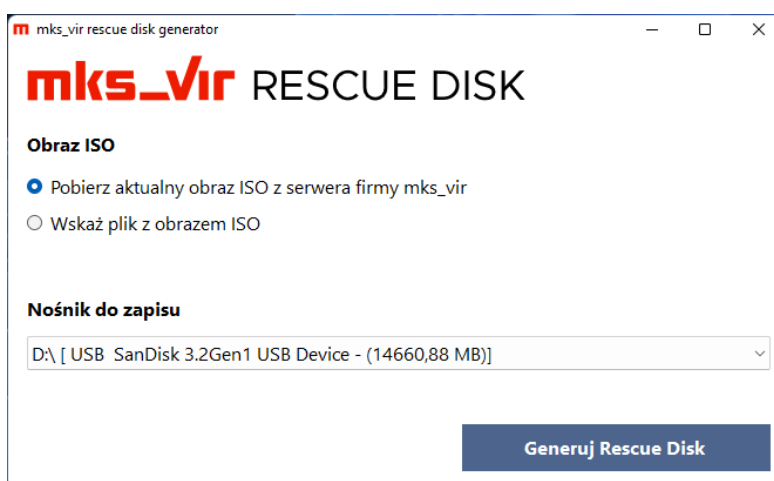 mks_vir rescue disk generator
mks_vir RESCUE DISK
Obraz ISO
Pobierz aktualny obraz ISO z serwera firmy mks_vir
Wskaż plik z obrazem ISO
Nośnik do zapisu
D:\ [ USB  SanDisk 3.2Gen1 USB Device - (14660,88 MB)]
Generuj Rescue Disk